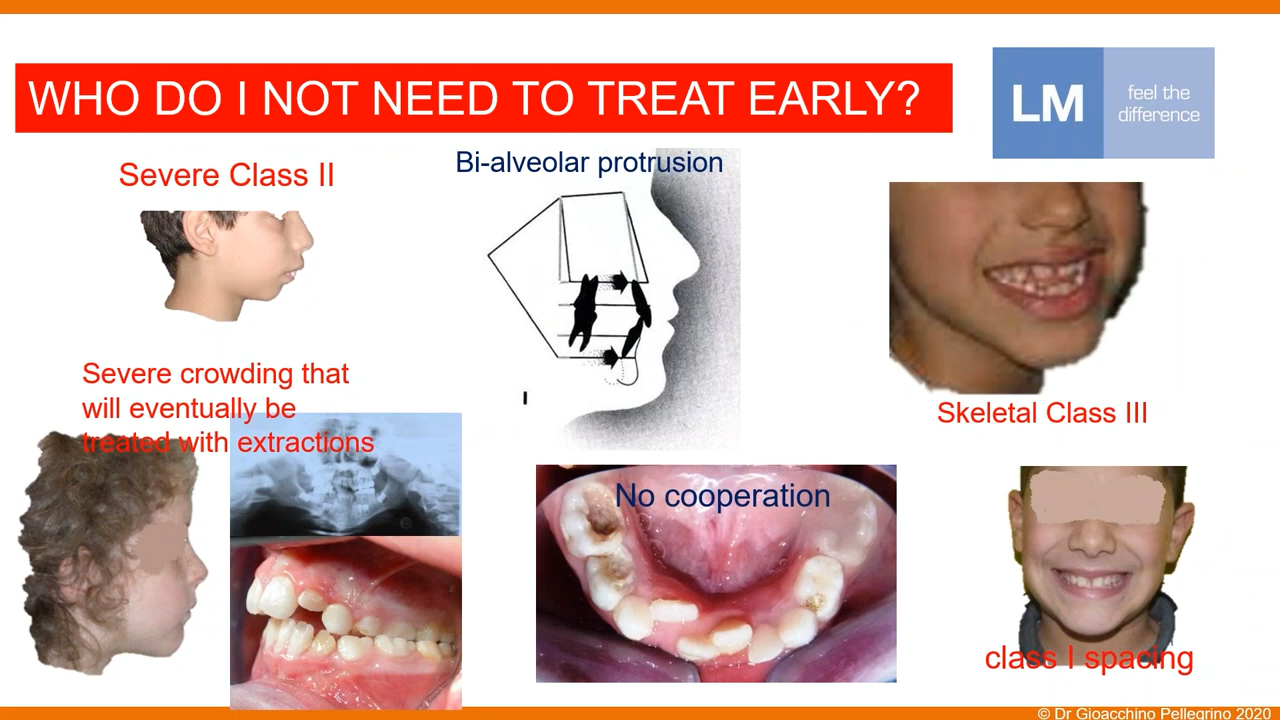 WHO DO I NOT NEED TO TREAT EARLY?
LM
feel the
difference
Severe Class II
Bi-alveolar protrusion
Skeletal Class III
Severe crowding that
will eventually be
treated with extractions
No cooperation
class I spacing
© Dr Gioacchino Pellegrino 2020